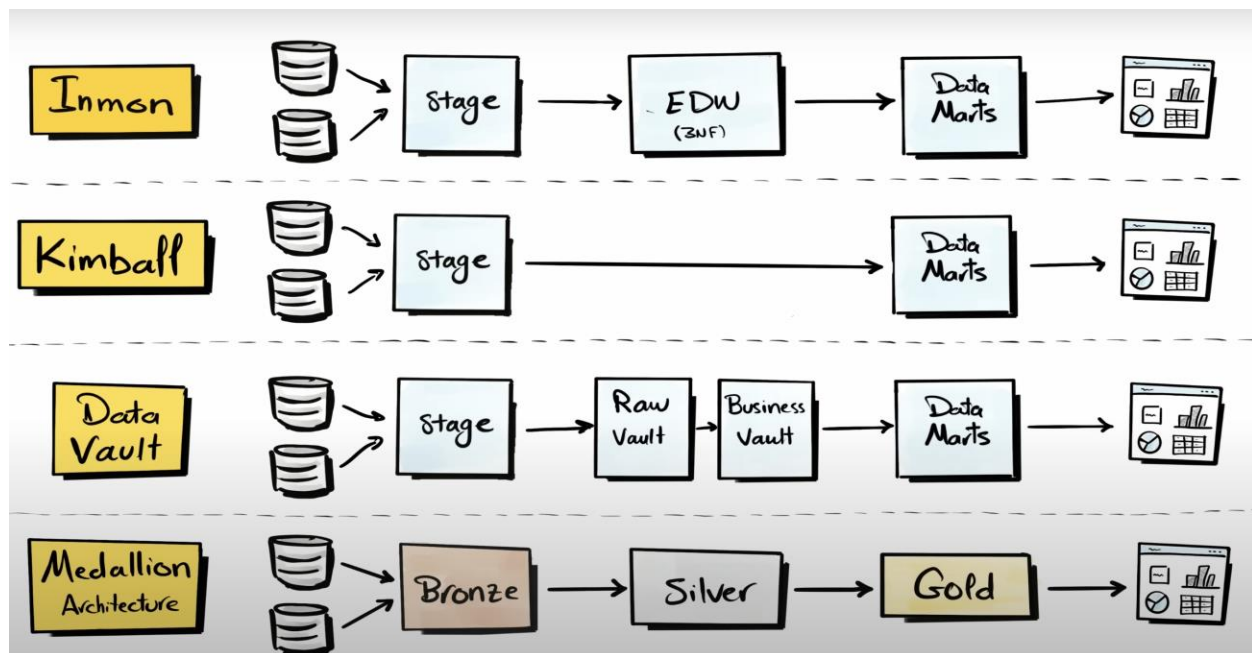 Inmon
Stage
EDW
(3NF)
Data
Marts
Kimball
Stage
Data
Marts
Data
Vault
Stage
Raw
Vault
Business
Vault
Data
Marts
Medallion
Architecture
Bronze
Silver
Gold